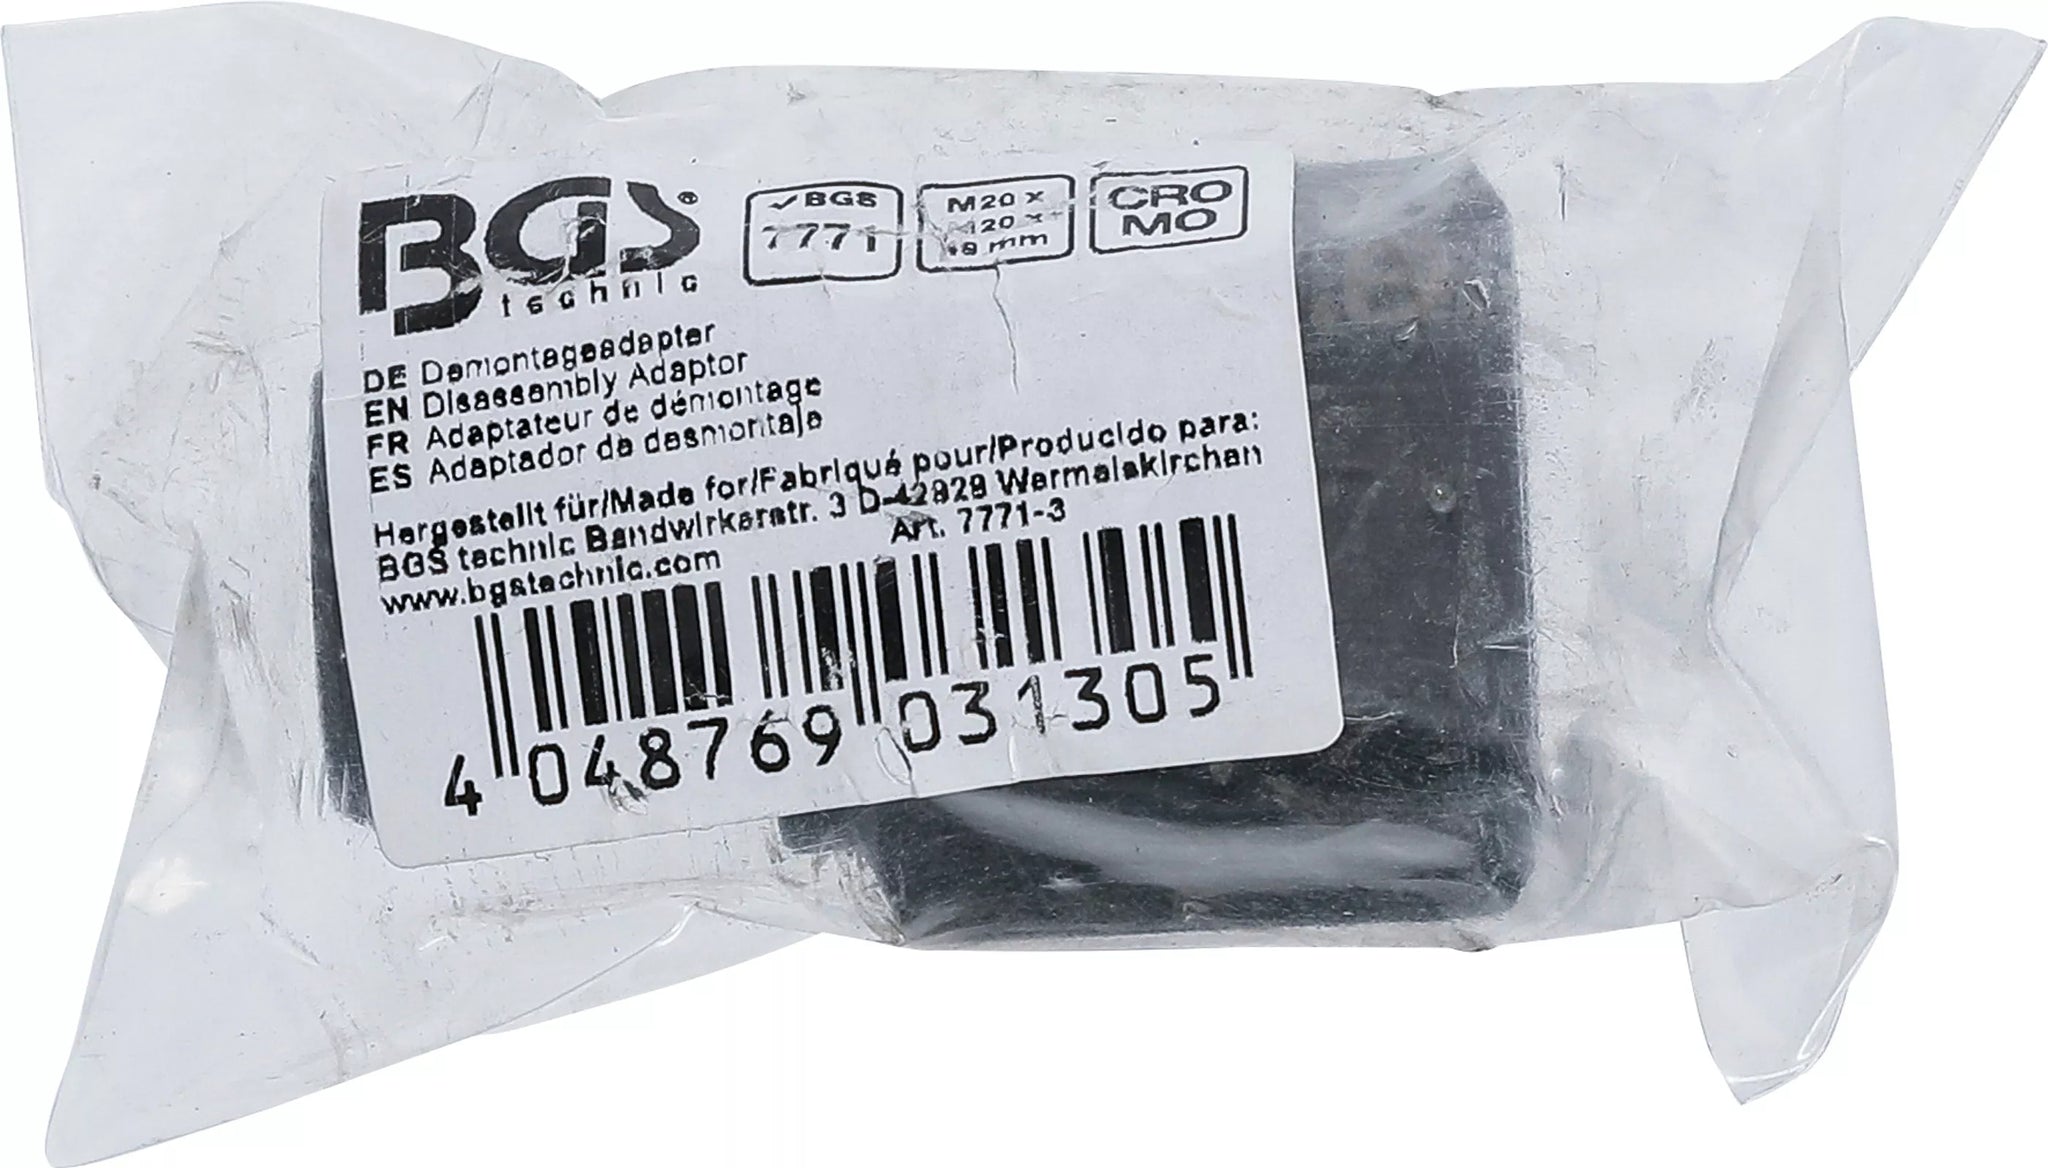 BGS®
technic
BGS
7771
M20 x
M20 x
mm
CRO
MO
DE Demontageadapter
EN Disassembly Adaptor
FR Adaptateur de démontage
ES Adaptador de desmontaje
Hergestellt für/Made for/Fabriqué pour/Producido para:
BGS technic Bandwirkerstr. 3 D-42929 Wermelskirchen
www.bgstechnic.com
Art. 7771-3
4 048769 031305